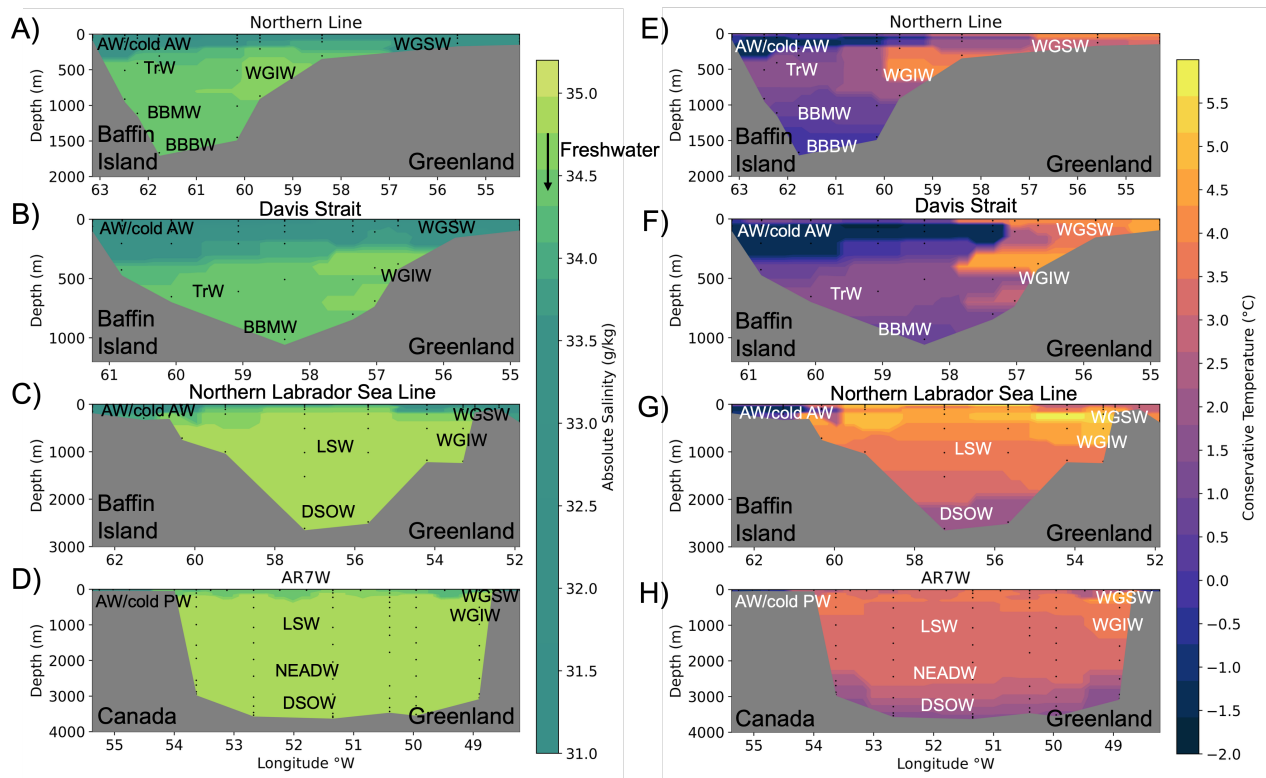 A)
Northern Line
0
500
1000
1500
2000
Depth (m)
AW/cold AW
WGSW
TrW
WGIW
BBMW
BBBW
Baffin
Island
Greenland
63 62 61 60 59 58 57 56 55
B)
Davis Strait
0
500
1000
Depth (m)
AW/cold AW
WGSW
WGIW
TrW
BBMW
Baffin
Island
Greenland
61 60 59 58 57 56 55
C)
Northern Labrador Sea Line
0
1000
2000
3000
Depth (m)
AW/cold AW
WGSW
LSW
WGIW
DSOW
Baffin
Island
Greenland
62 60 58 56 54 52
D)
AR7W
0
1000
2000
3000
4000
Depth (m)
AW/cold PW
WGSW
WGIW
LSW
NEADW
DSOW
Canada
Greenland
55 54 53 52 51 50 49
Longitude °W
Freshwater
35.0
34.5
34.0
33.5
33.0
32.5
32.0
31.5
31.0
Absolute Salinity (g/kg)
E)
Northern Line
0
500
1000
1500
2000
Depth (m)
AW/cold AW
WGSW
TrW
WGIW
BBMW
BBBW
Baffin
Island
Greenland
63 62 61 60 59 58 57 56 55
F)
Davis Strait
0
500
1000
Depth (m)
AW/cold AW
WGSW
WGIW
TrW
BBMW
Baffin
Island
Greenland
61 60 59 58 57 56 55
G)
Northern Labrador Sea Line
0
1000
2000
3000
Depth (m)
AW/cold AW
WGSW
LSW
WGIW
DSOW
Baffin
Island
Greenland
62 60 58 56 54 52
H)
AR7W
0
1000
2000
3000
4000
Depth (m)
AW/cold PW
WGSW
WGIW
LSW
NEADW
DSOW
Canada
Greenland
55 54 53 52 51 50 49
Longitude °W
5.5
5.0
4.5
4.0
3.5
3.0
2.5
2.0
1.5
1.0
0.5
0.0
−0.5
−1.0
−1.5
−2.0
Conservative Temperature (°C)